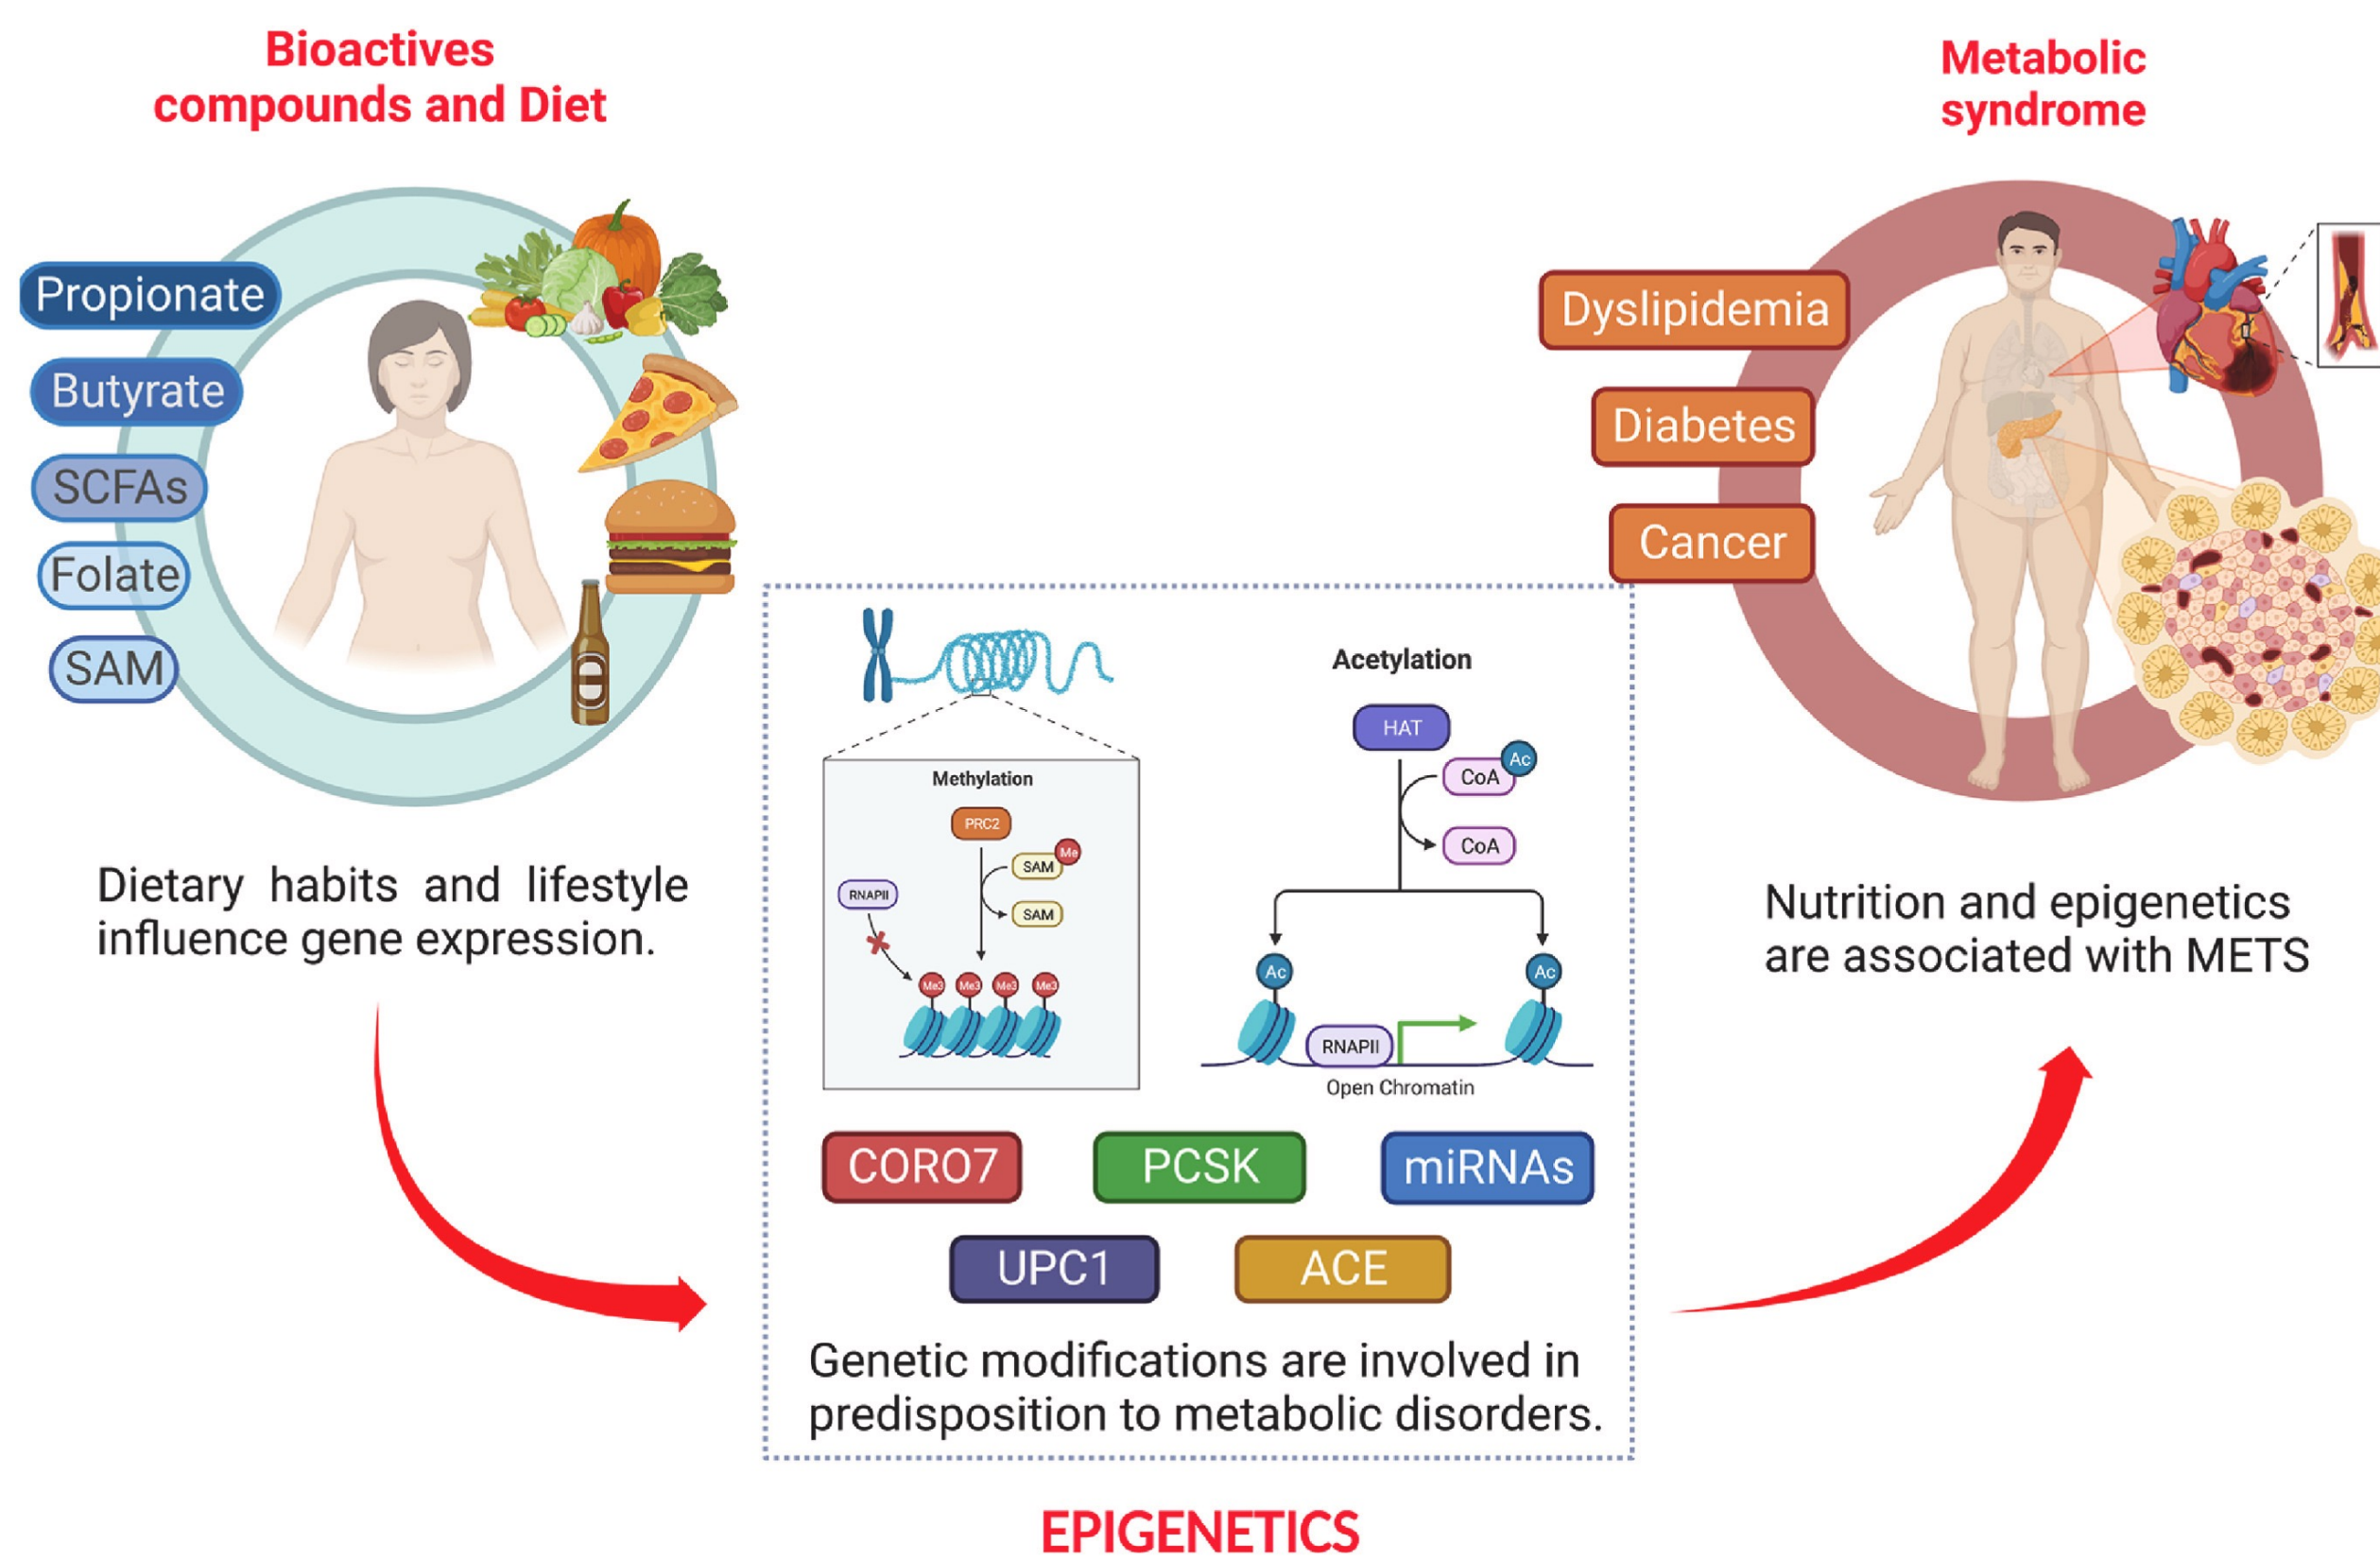 Bioactives
compounds and Diet
Propionate
Butyrate
SCFAs
Folate
SAM
Dietary habits and lifestyle
influence gene expression.
Methylation
PRC2
SAM
Me
SAM
RNAPII
Me3
Me3
Me3
Me3
Acetylation
HAT
CoA
Ac
CoA
Ac
Ac
RNAPII
Open Chromatin
CORO7
PCSK
miRNAs
UPC1
ACE
Genetic modifications are involved in
predisposition to metabolic disorders.
EPIGENETICS
Metabolic
syndrome
Dyslipidemia
Diabetes
Cancer
Nutrition and epigenetics
are associated with METS